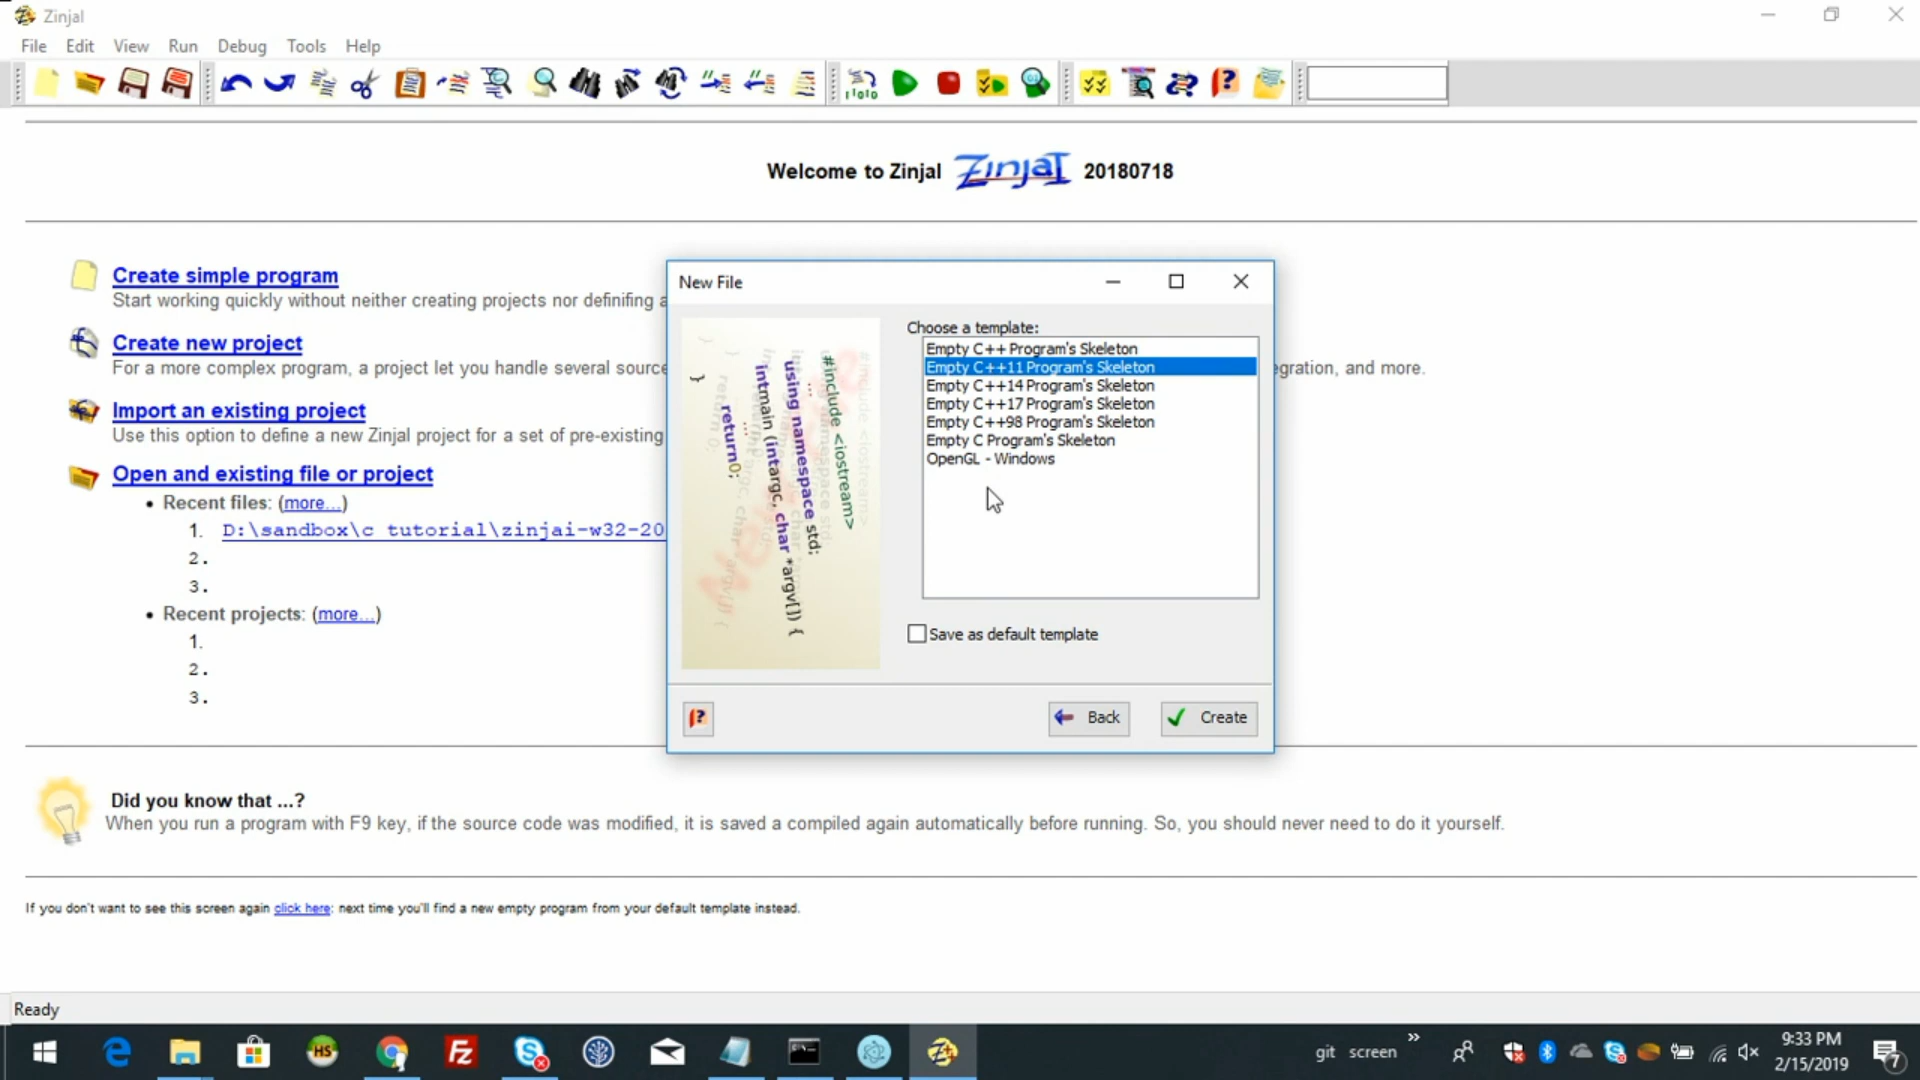 ZinjaI
File Edit View Run Debug Tools Help
Welcome to ZinjaI ZinjaI 20180718
Create simple program
Start working quickly without neither creating projects nor definifing a
Create new project
For a more complex program, a project let you handle several source
egration, and more.
Import an existing project
Use this option to define a new ZinjaI project for a set of pre-existing
Open and existing file or project
• Recent files: (more...)
1. D:\sandbox\c tutorial\zinjai-w32-20
2.
3.
• Recent projects: (more...)
1.
2.
3.
New File
#include <iostream>
using namespace std;
...
int main (int argc, char *argv[]) {
...
return 0;
}
Choose a template:
Empty C++ Program's Skeleton
Empty C++11 Program's Skeleton
Empty C++14 Program's Skeleton
Empty C++17 Program's Skeleton
Empty C++98 Program's Skeleton
Empty C Program's Skeleton
OpenGL - Windows
Save as default template
Back Create
Did you know that ...?
When you run a program with F9 key, if the source code was modified, it is saved a compiled again automatically before running. So, you should never need to do it yourself.
If you don't want to see this screen again click here: next time you'll find a new empty program from your default template instead.
Ready
git screen
9:33 PM
2/15/2019
7